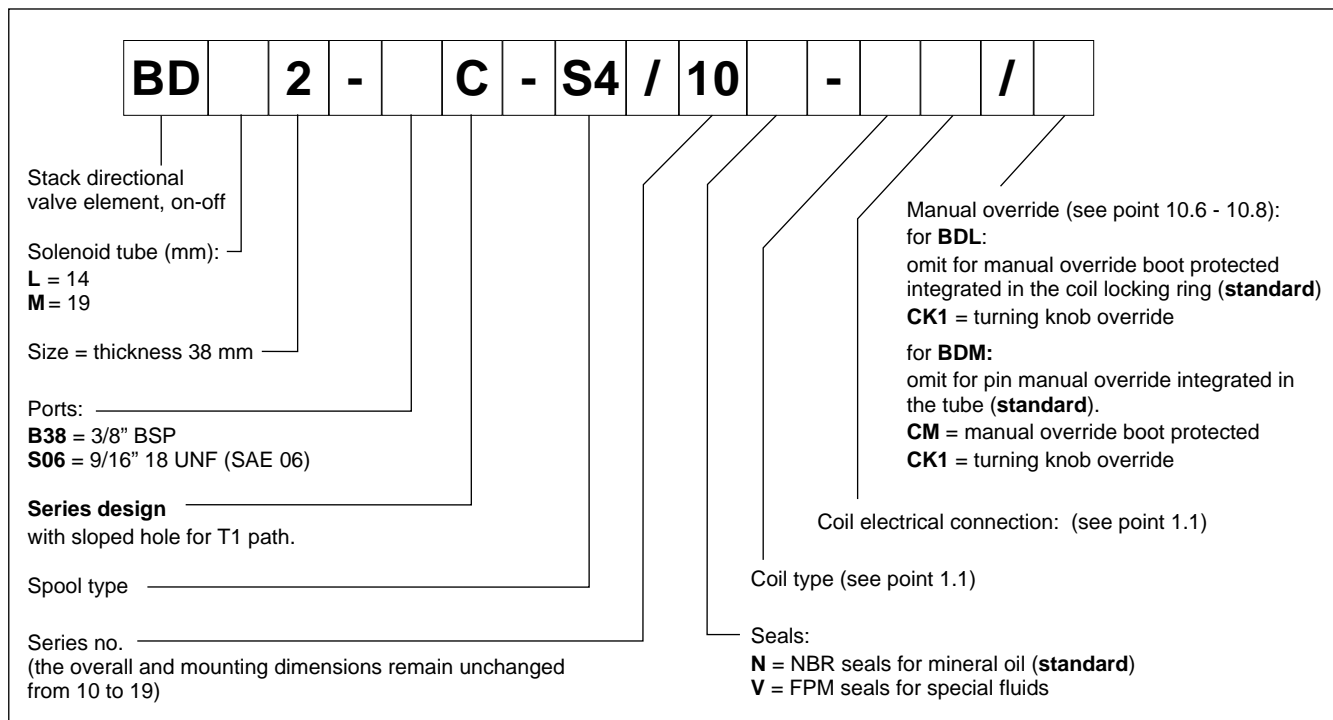 BD 2 - C - S4 / 10 - /
Stack directional
valve element, on-off
Solenoid tube (mm):
L = 14
M = 19
Size = thickness 38 mm
Ports:
B38 = 3/8” BSP
S06 = 9/16” 18 UNF (SAE 06)
Series design
with sloped hole for T1 path.
Spool type
Series no.
(the overall and mounting dimensions remain unchanged
from 10 to 19)
Manual override (see point 10.6 - 10.8):
for BDL:
omit for manual override boot protected
integrated in the coil locking ring (standard)
CK1 = turning knob override
for BDM:
omit for pin manual override integrated in
the tube (standard).
CM = manual override boot protected
CK1 = turning knob override
Coil electrical connection: (see point 1.1)
Coil type (see point 1.1)
Seals:
N = NBR seals for mineral oil (standard)
V = FPM seals for special fluids